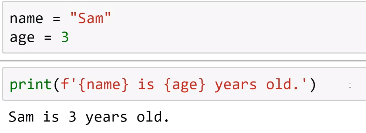 name = "Sam"
age = 3
print(f'{name} is {age} years old.')
Sam is 3 years old.